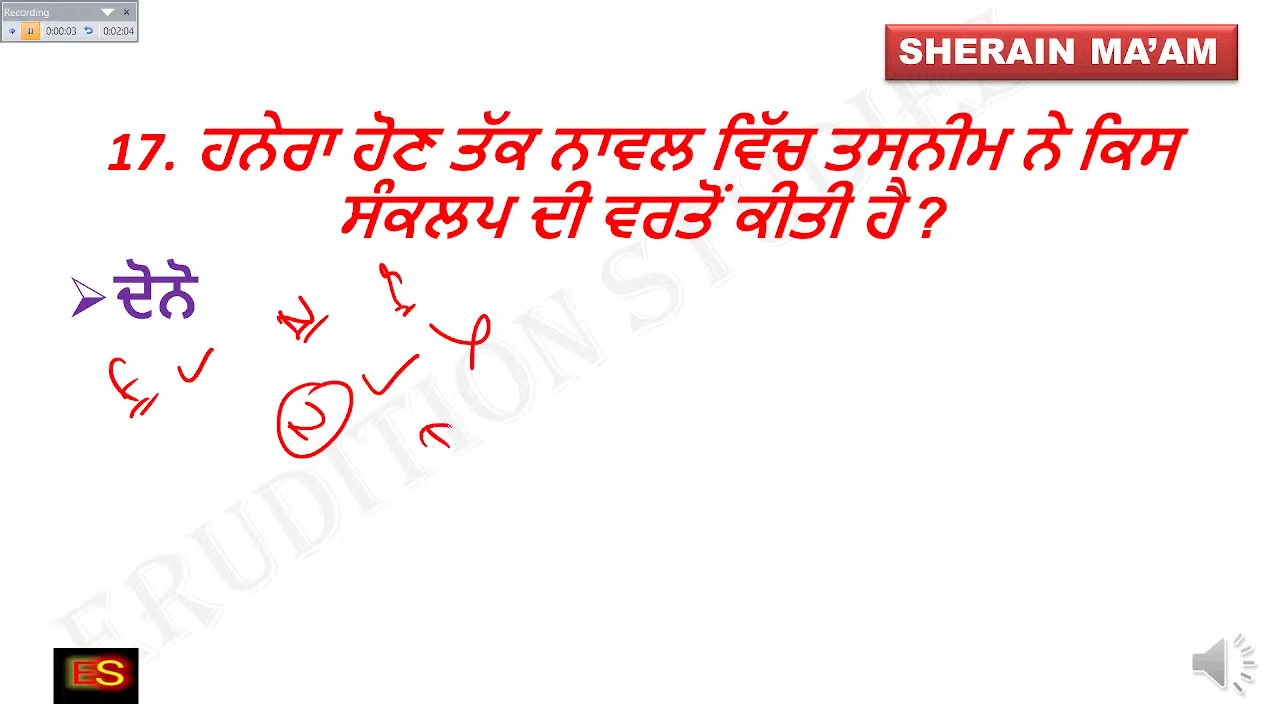 Recording
0:00:03 0:02:04
SHERAIN MA’AM
17. ਹਨੇਰਾ ਹੋਣ ਤੱਕ ਨਾਵਲ ਵਿੱਚ ਤਸਨੀਮ ਨੇ ਕਿਸ
ਸੰਕਲਪ ਦੀ ਵਰਤੋਂ ਕੀਤੀ ਹੈ ?
ਦੋਨੋ
ERUDITION STUDIES
ES